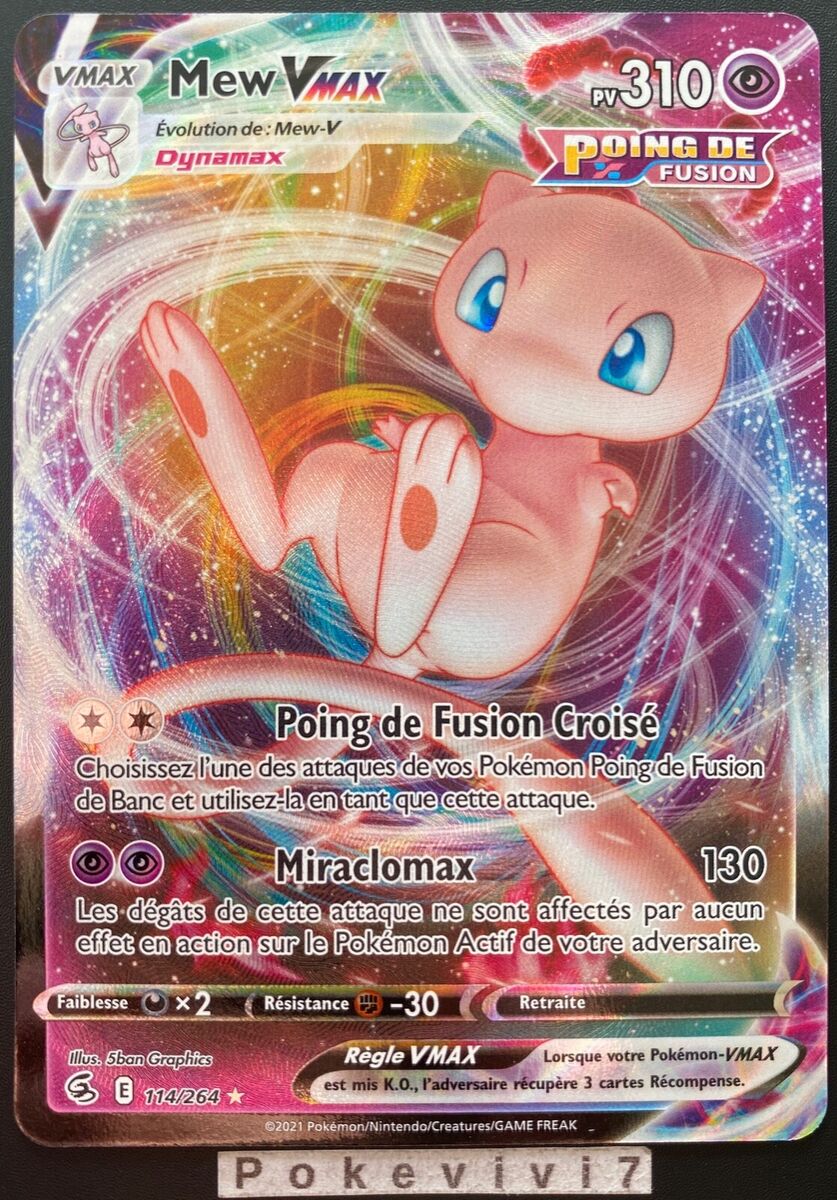 VMAX
Mew VMAX
PV 310
Évolution de : Mew-V
Dynamax
POING DE
FUSION
Poing de Fusion Croisé
Choisissez l'une des attaques de vos Pokémon Poing de Fusion
de Banc et utilisez-la en tant que cette attaque.
Miraclomax 130
Les dégâts de cette attaque ne sont affectés par aucun
effet en action sur le Pokémon Actif de votre adversaire.
Faiblesse ×2 Résistance -30 Retraite
Illus. 5ban Graphics
Règle VMAX Lorsque votre Pokémon-VMAX
est mis K.O., l'adversaire récupère 3 cartes Récompense.
E 114/264 ★
©2021 Pokémon/Nintendo/Creatures/GAME FREAK
Pokevivi7